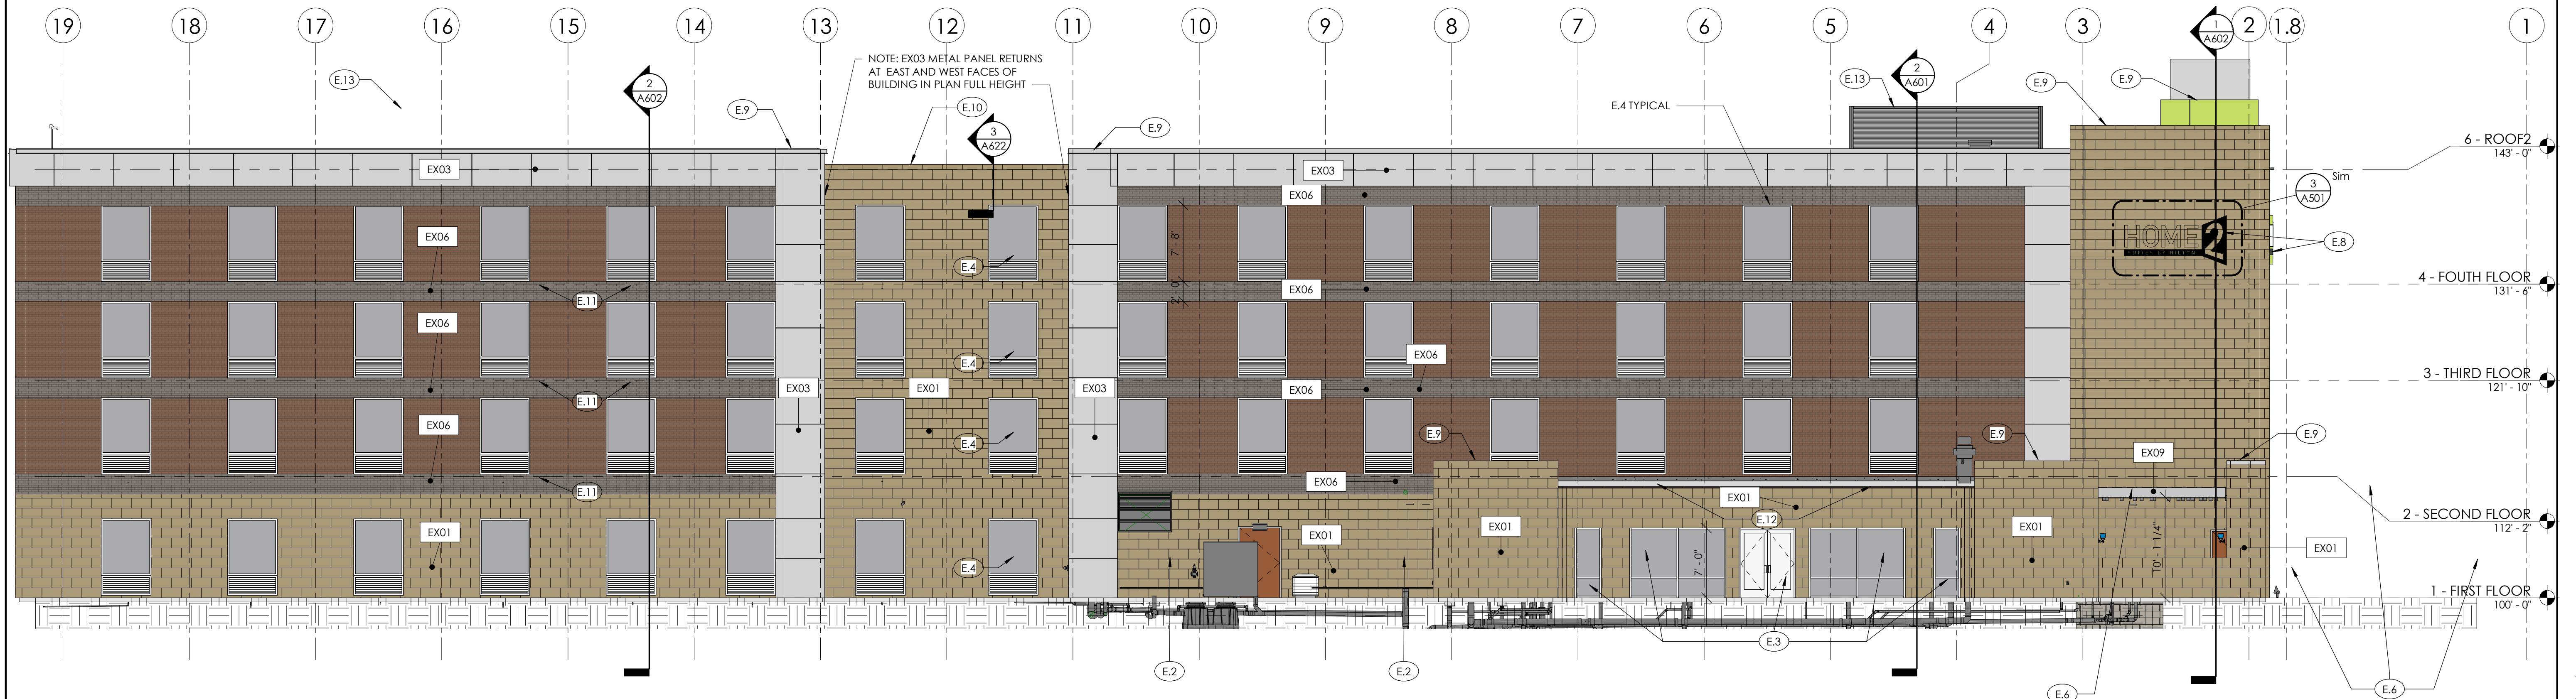 19
18
17
16
15
14
13
12
11
10
9
8
7
6
5
4
3
2
1.8
1
1
A602
NOTE: EX03 METAL PANEL RETURNS
AT EAST AND WEST FACES OF
BUILDING IN PLAN FULL HEIGHT
E.13
2
A602
E.9
E.10
3
A622
E.9
E.4 TYPICAL
E.13
2
A601
E.9
E.9
6 - ROOF2
143' - 0"
EX03
EX03
EX06
3
A501
Sim
EX06
7' - 8"
HOME 2
E.8
E.4
4 - FOUTH FLOOR
131' - 6"
E.11
2' - 0"
EX06
EX06
E.4
EX06
3 - THIRD FLOOR
121' - 10"
E.11
EX03
EX01
EX03
EX06
EX06
E.4
E.9
E.9
E.9
EX09
E.11
EX06
EX01
E.12
2 - SECOND FLOOR
112' - 2"
EX01
EX01
EX01
EX01
EX01
E.4
7' - 0"
10' - 1 1/4"
1 - FIRST FLOOR
100' - 0"
E.3
E.2
E.2
E.6
E.6